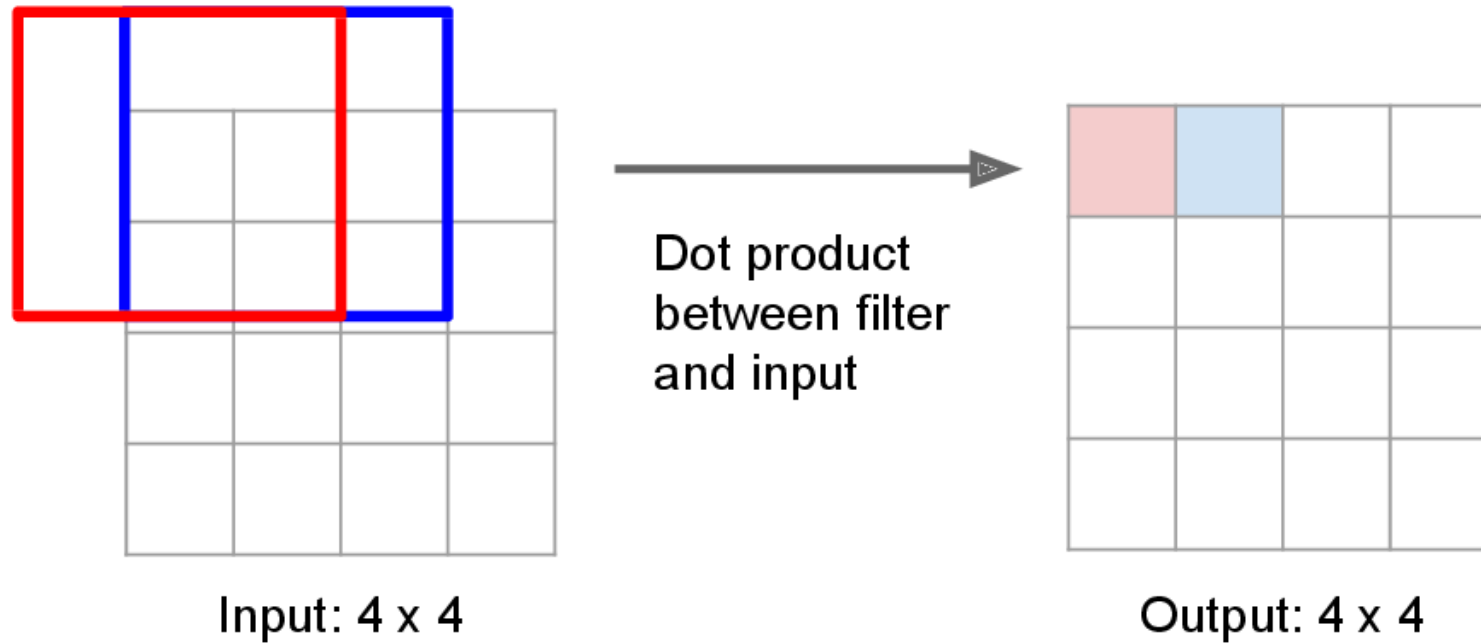 Dot product
between filter
and input
Input: 4 x 4
Output: 4 x 4